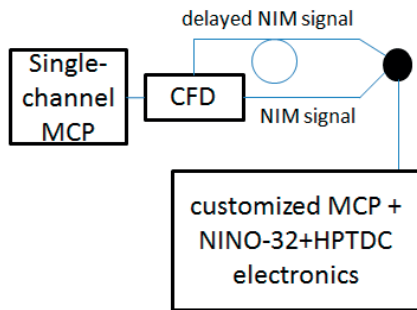 delayed NIM signal
Single-
channel
MCP
CFD
NIM signal
customized MCP +
NINO-32+HPTDC
electronics